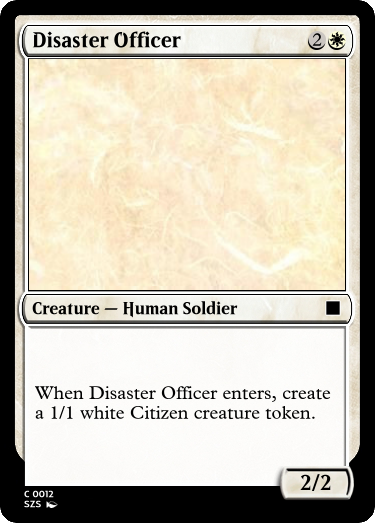 Disaster Officer 2
Creature — Human Soldier
When Disaster Officer enters, create
a 1/1 white Citizen creature token.
2/2
C 0012
SZS